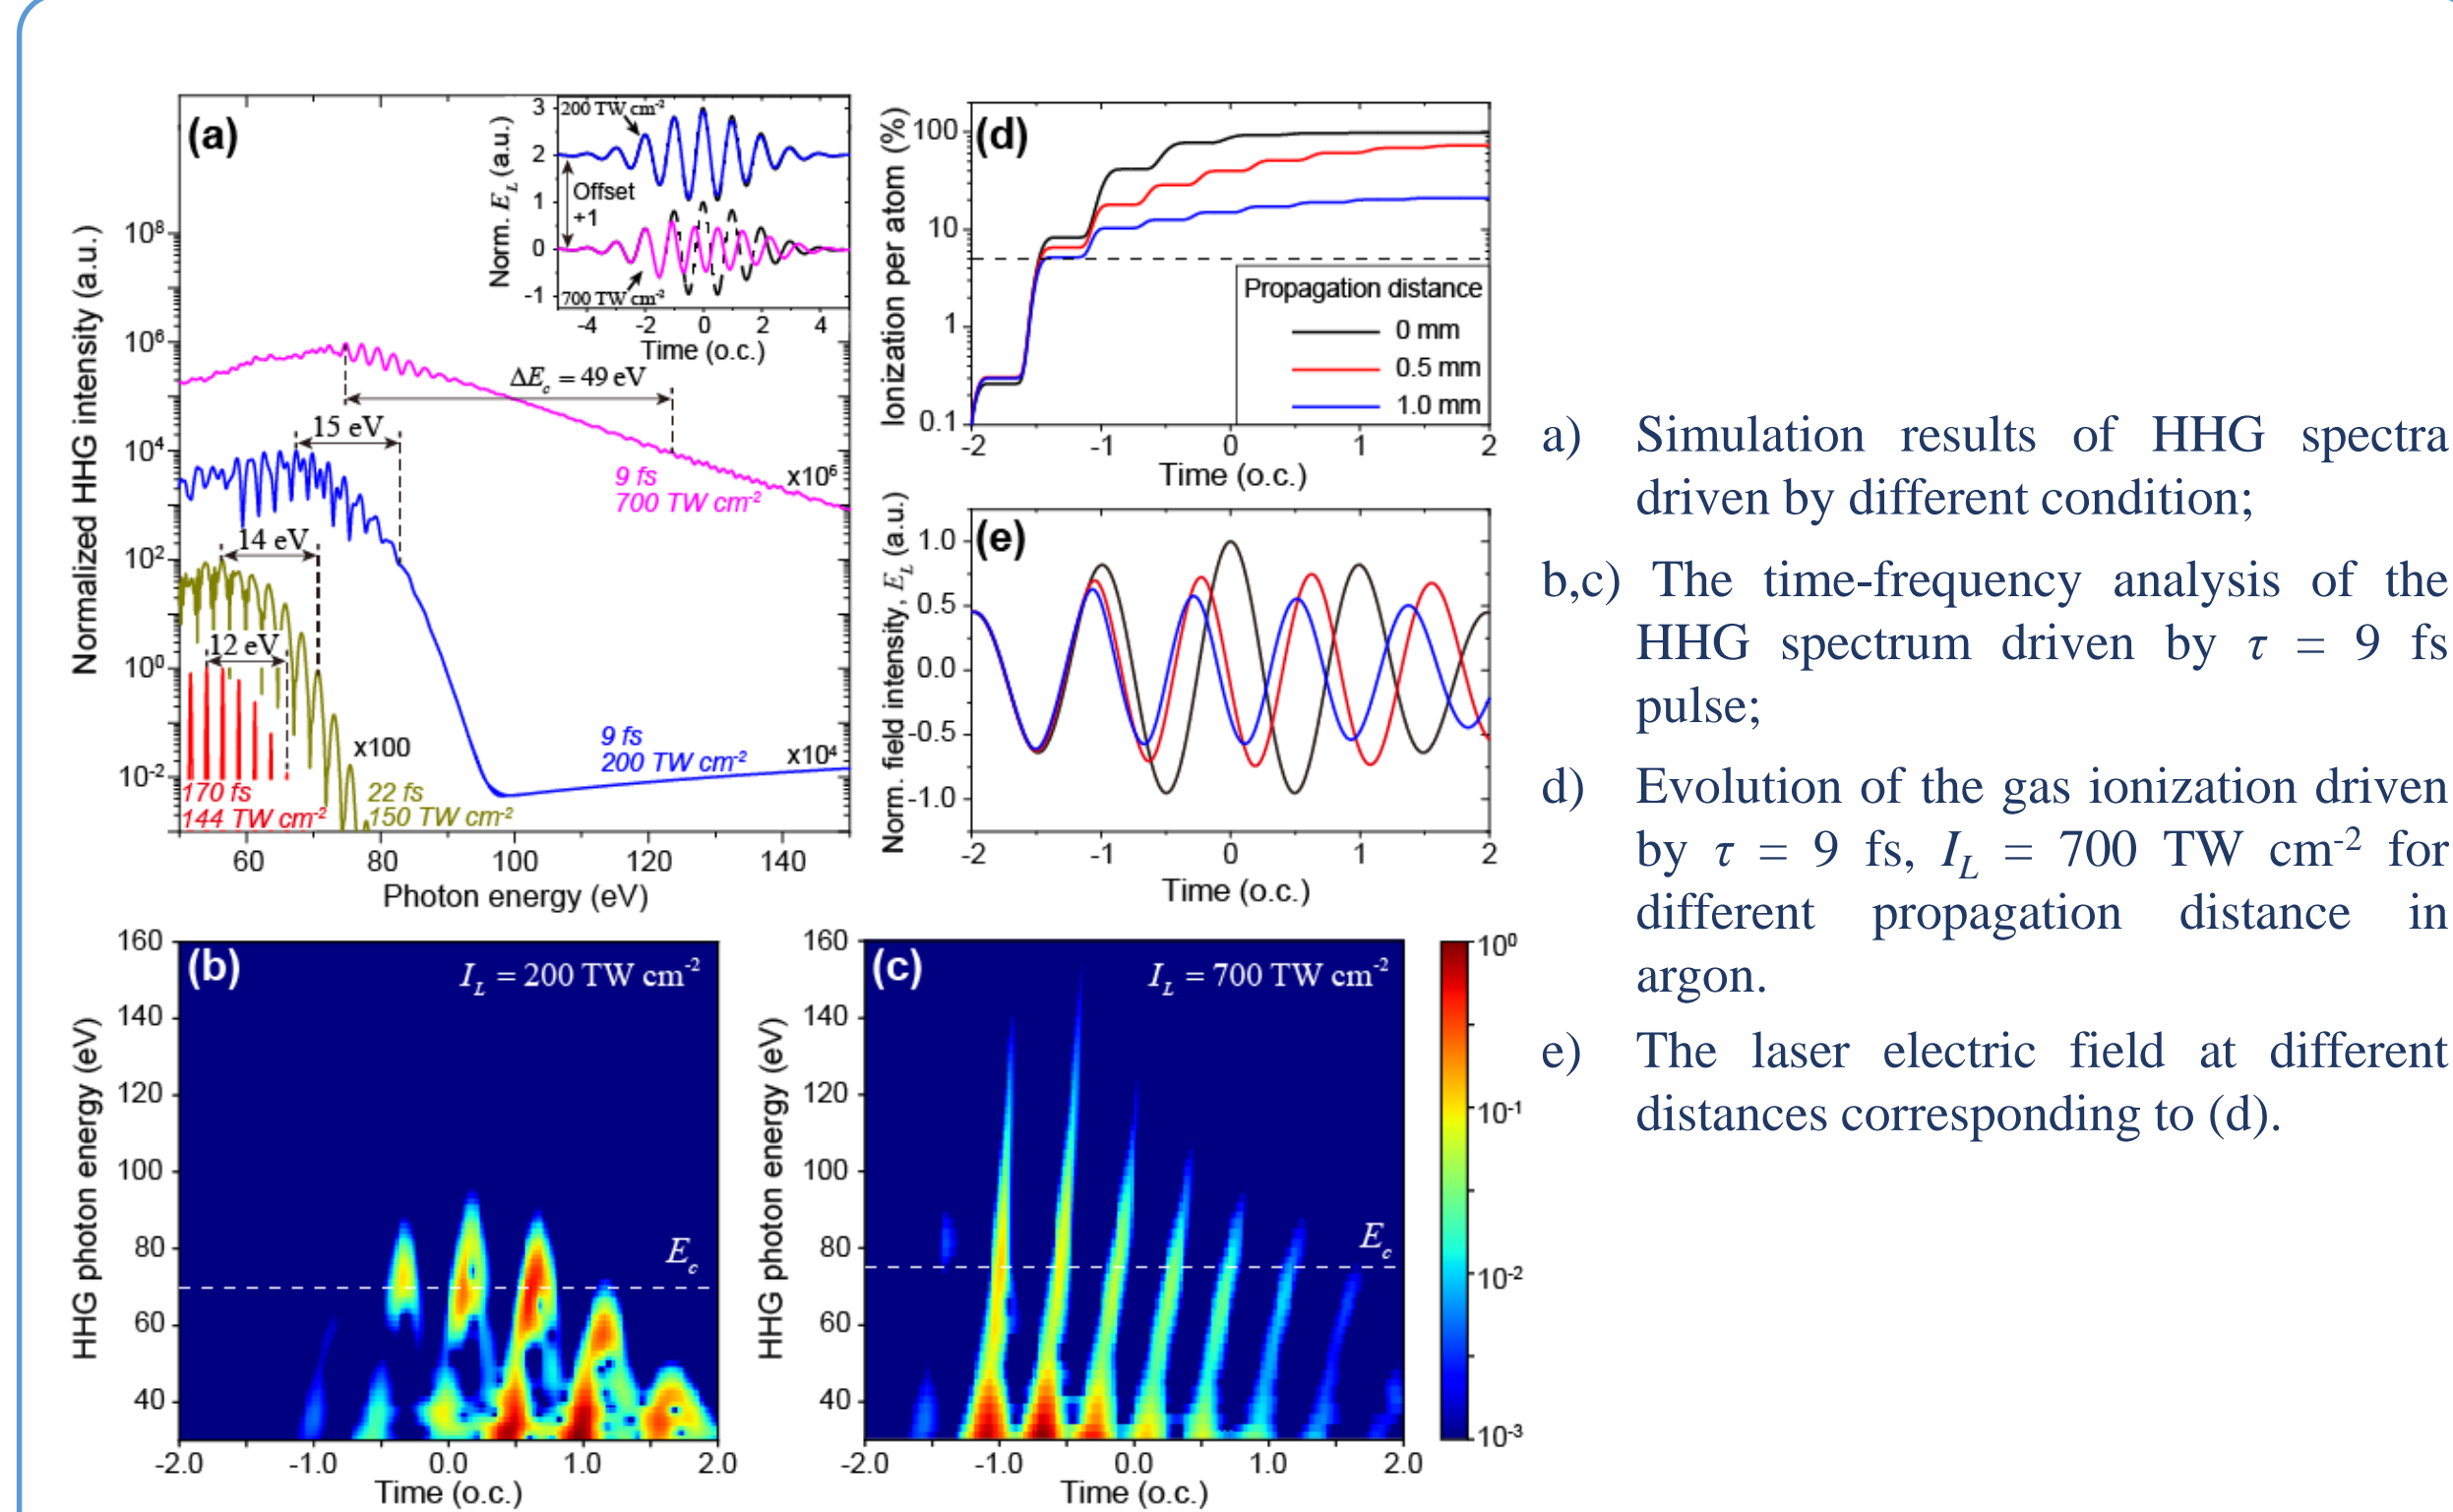 (a)
Normalized HHG intensity (a.u.)
10⁸
10⁶
10⁴
10²
10⁰
10⁻²
60 80 100 120 140
Photon energy (eV)
ΔE_c = 49 eV
15 eV
14 eV
12 eV
9 fs
700 TW cm⁻²
x10⁶
9 fs
200 TW cm⁻²
x10⁴
x100
22 fs
150 TW cm⁻²
170 fs
144 TW cm⁻²
Norm. E_L (a.u.)
3
2
1
0
-1
200 TW cm⁻²
Offset
+1
700 TW cm⁻²
-4 -2 0 2 4
Time (o.c.)
(d)
Ionization per atom (%)
100
10
1
0.1
Propagation distance
0 mm
0.5 mm
1.0 mm
-2 -1 0 1 2
Time (o.c.)
(e)
Norm. field intensity, E_L (a.u.)
1.0
0.5
0.0
-0.5
-1.0
-2 -1 0 1 2
Time (o.c.)
(b)
I_L = 200 TW cm⁻²
HHG photon energy (eV)
160
140
120
100
80
60
40
E_c
-2.0 -1.0 0.0 1.0 2.0
Time (o.c.)
(c)
I_L = 700 TW cm⁻²
HHG photon energy (eV)
160
140
120
100
80
60
40
E_c
-2.0 -1.0 0.0 1.0 2.0
Time (o.c.)
10⁰
10⁻¹
10⁻²
10⁻³
a) Simulation results of HHG spectra
driven by different condition;
b,c) The time-frequency analysis of the
HHG spectrum driven by τ = 9 fs
pulse;
d) Evolution of the gas ionization driven
by τ = 9 fs, I_L = 700 TW cm⁻² for
different propagation distance in
argon.
e) The laser electric field at different
distances corresponding to (d).